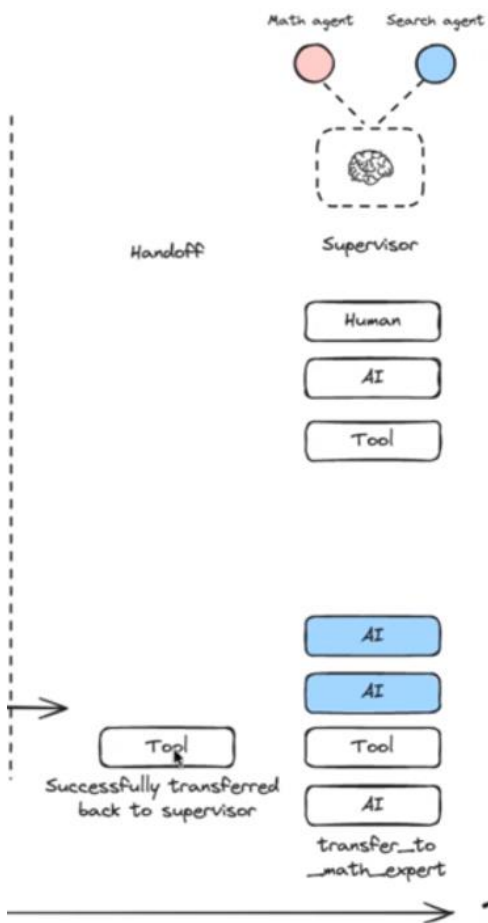 Math agent
Search agent
Handoff
Supervisor
Human
AI
Tool
AI
AI
Tool
Tool
Successfully transferred
back to supervisor
AI
transfer_to
_math_expert